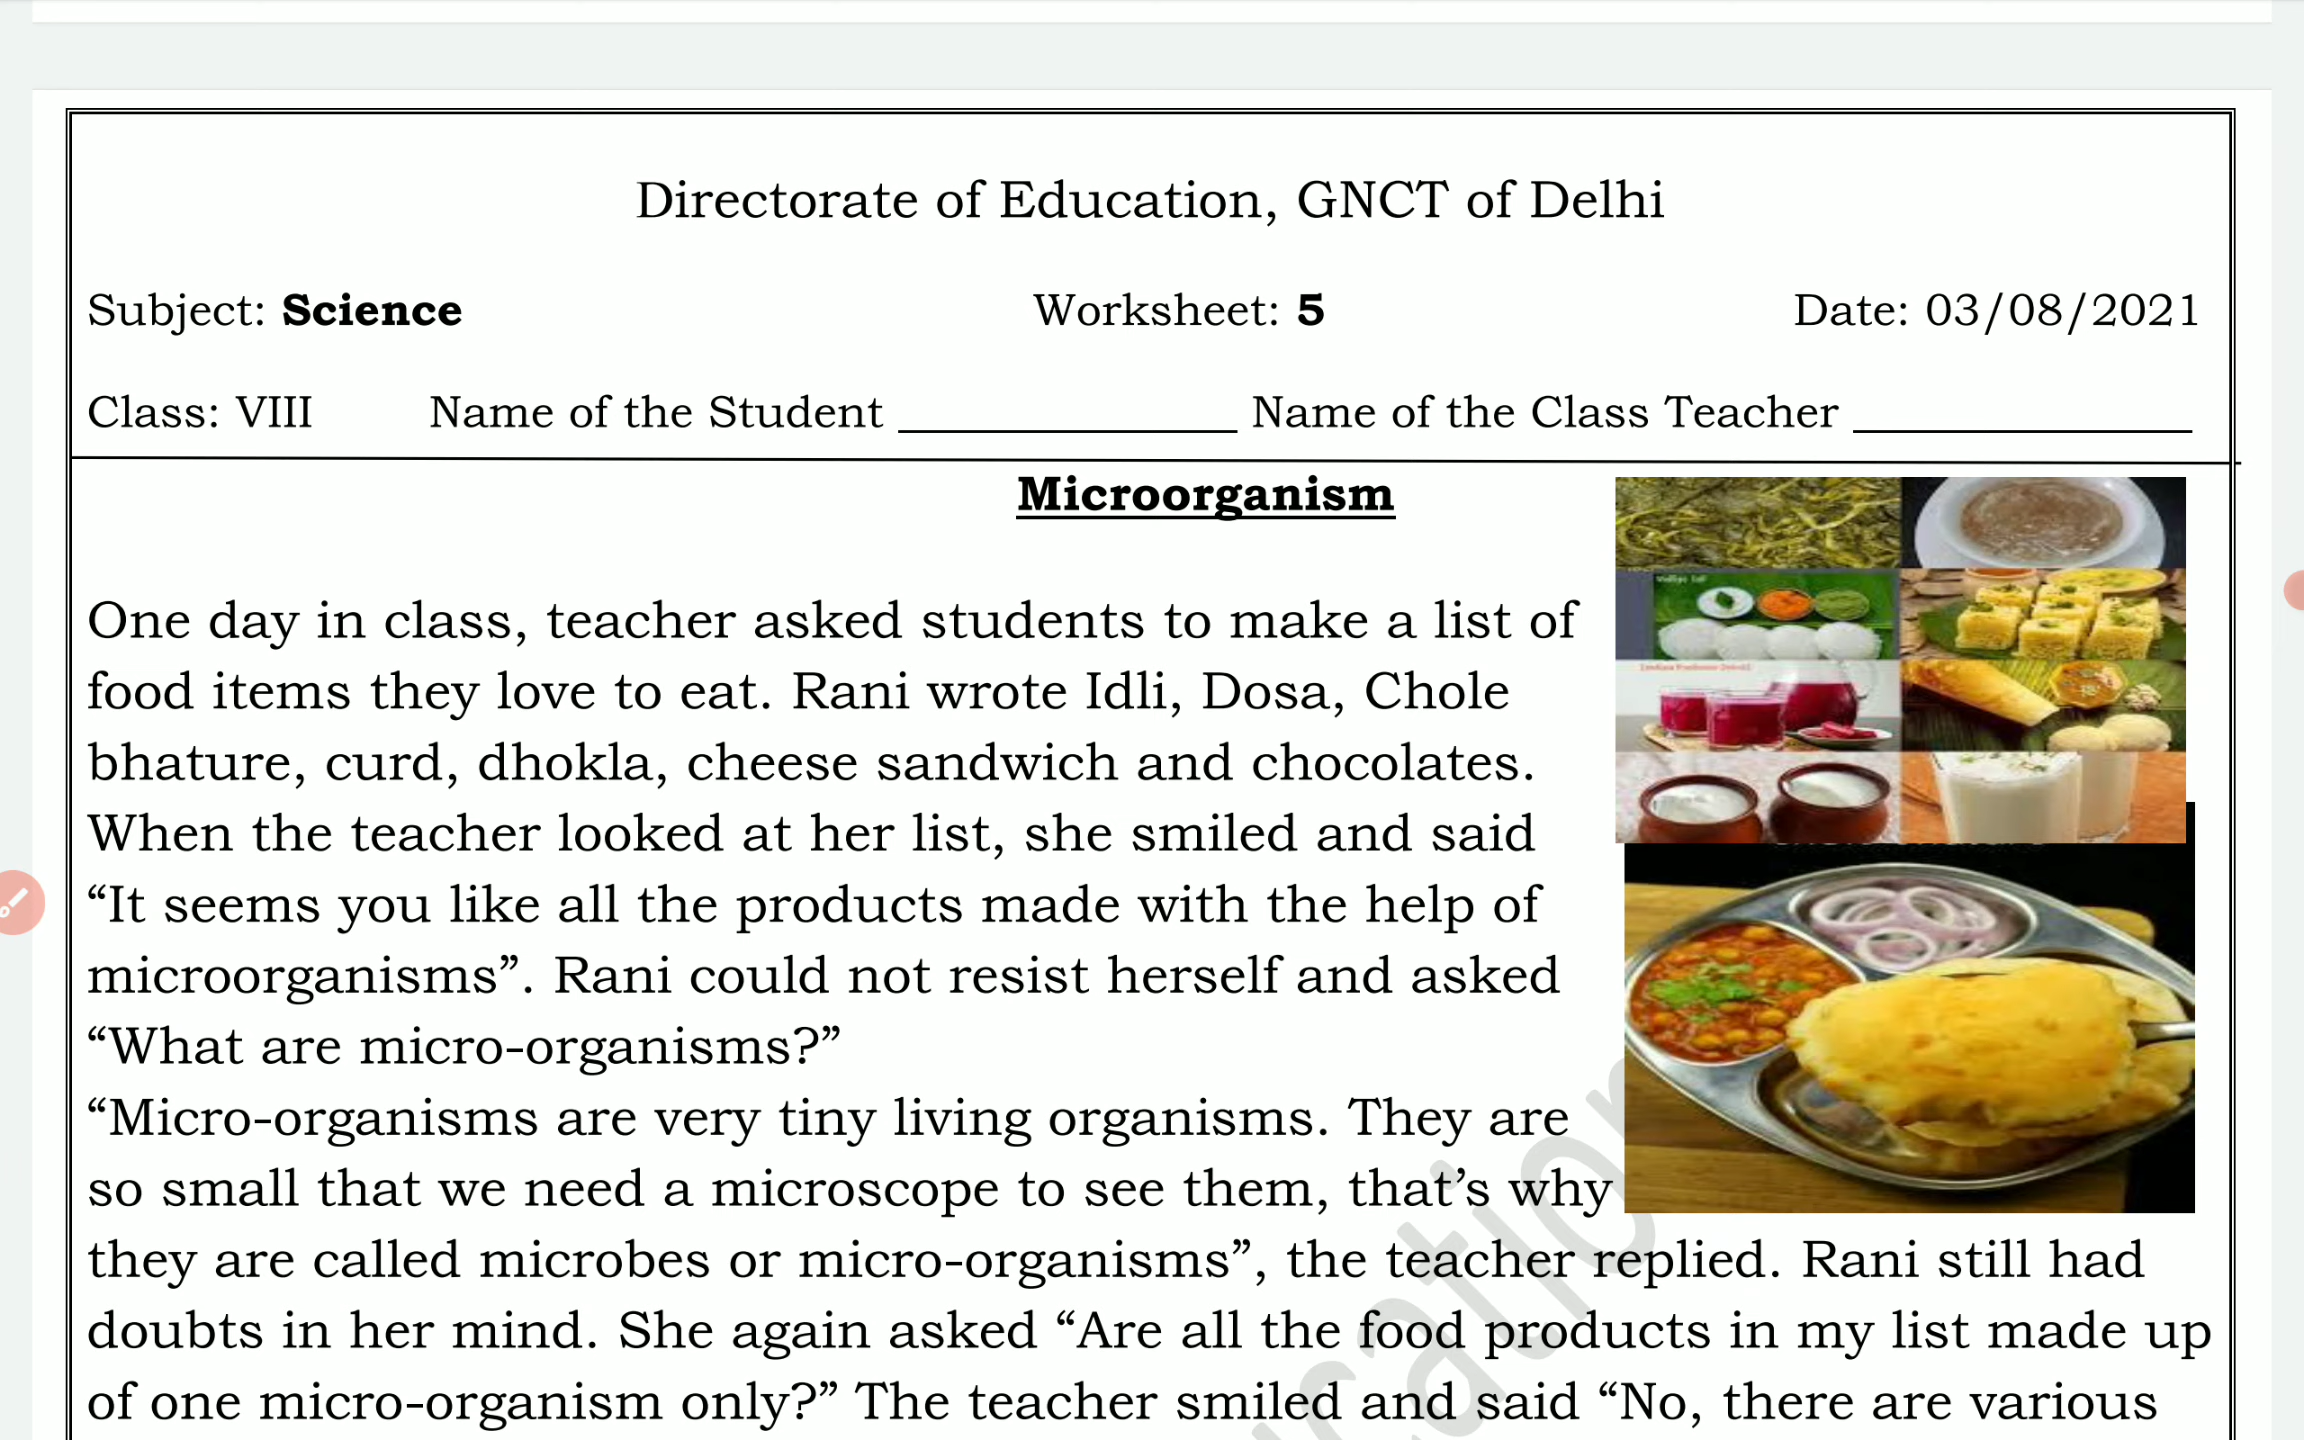 Directorate of Education, GNCT of Delhi
Subject: Science Worksheet: 5 Date: 03/08/2021
Class: VIII Name of the Student ____________ Name of the Class Teacher ____________
Microorganism
One day in class, teacher asked students to make a list of
food items they love to eat. Rani wrote Idli, Dosa, Chole
bhature, curd, dhokla, cheese sandwich and chocolates.
When the teacher looked at her list, she smiled and said
“It seems you like all the products made with the help of
microorganisms”. Rani could not resist herself and asked
“What are micro-organisms?”
“Micro-organisms are very tiny living organisms. They are
so small that we need a microscope to see them, that’s why
they are called microbes or micro-organisms”, the teacher replied. Rani still had
doubts in her mind. She again asked “Are all the food products in my list made up
of one micro-organism only?” The teacher smiled and said “No, there are various